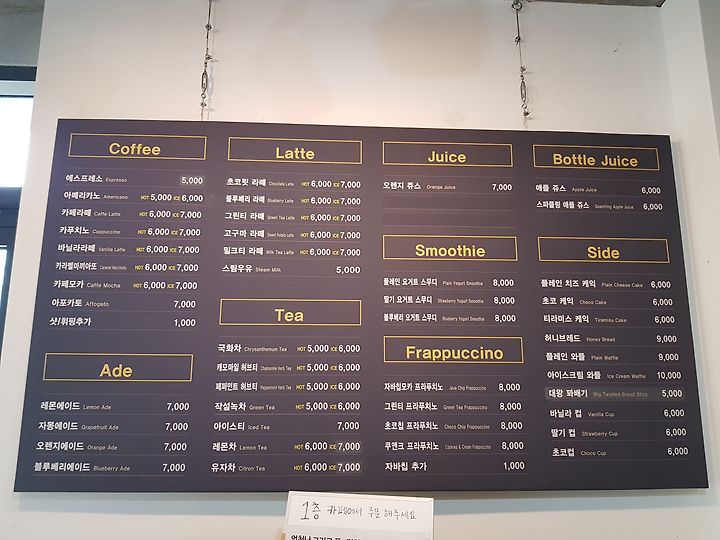 Coffee
에스프레소 Espresso 5,000
아메리카노 Americano HOT 5,000 ICE 6,000
카페라떼 Caffe Latte HOT 6,000 ICE 7,000
카푸치노 Cappuccino HOT 6,000 ICE 7,000
바닐라라떼 Vanilla Latte HOT 6,000 ICE 7,000
카라멜마끼아또 Caramel Macchiato HOT 6,000 ICE 7,000
카페모카 Caffe Mocha HOT 6,000 ICE 7,000
아포카토 Affogato 7,000
샷/휘핑추가 1,000
Ade
레몬에이드 Lemon Ade 7,000
자몽에이드 Grapefruit Ade 7,000
오렌지에이드 Orange Ade 7,000
블루베리에이드 Blueberry Ade 7,000
Latte
초코릿 라떼 Chocolate Latte HOT 6,000 ICE 7,000
블루베리 라떼 Blueberry Latte HOT 6,000 ICE 7,000
그린티 라떼 Green Tea Latte HOT 6,000 ICE 7,000
고구마 라떼 Sweet Potato Latte HOT 6,000 ICE 7,000
밀크티 라떼 Milk Tea Latte HOT 6,000 ICE 7,000
스팀우유 Steam Milk 5,000
Tea
국화차 Chrysanthemum Tea HOT 5,000 ICE 6,000
캐모마일 허브티 Chamomile Herb Tea HOT 5,000 ICE 6,000
페퍼민트 허브티 Peppermint Herb Tea HOT 5,000 ICE 6,000
작설녹차 Green Tea HOT 5,000 ICE 6,000
아이스티 Iced Tea 7,000
레몬차 Lemon Tea HOT 6,000 ICE 7,000
유자차 Citron Tea HOT 6,000 ICE 7,000
Juice
오렌지 쥬스 Orange Juice 7,000
Smoothie
플레인 요거트 스무디 Plain Yogurt Smoothie 8,000
딸기 요거트 스무디 Strawberry Yogurt Smoothie 8,000
블루베리 요거트 스무디 Blueberry Yogurt Smoothie 8,000
Frappuccino
자바칩모카 프라푸치노 Java Chip Frappuccino 8,000
그린티 프라푸치노 Green Tea Frappuccino 8,000
초코칩 프라푸치노 Choco Chip Frappuccino 8,000
쿠앤크 프라푸치노 Cookies & Cream Frappuccino 8,000
자바칩 추가 1,000
Bottle Juice
애플 쥬스 Apple Juice 6,000
스파클링 애플 쥬스 Sparkling Apple Juice 6,000
Side
플레인 치즈 케익 Plain Cheese Cake 6,000
초코 케익 Choco Cake 6,000
티라미스 케익 Tiramisu Cake 6,000
허니브레드 Honey Bread 9,000
플레인 와플 Plain Waffle 9,000
아이스크림 와플 Ice Cream Waffle 10,000
대왕 꽈배기 Big Twisted Bread Stick 5,000
바닐라 컵 Vanilla Cup 6,000
딸기 컵 Strawberry Cup 6,000
초코컵 Choco Cup 6,000
1층 카페에서 주문 해주세요